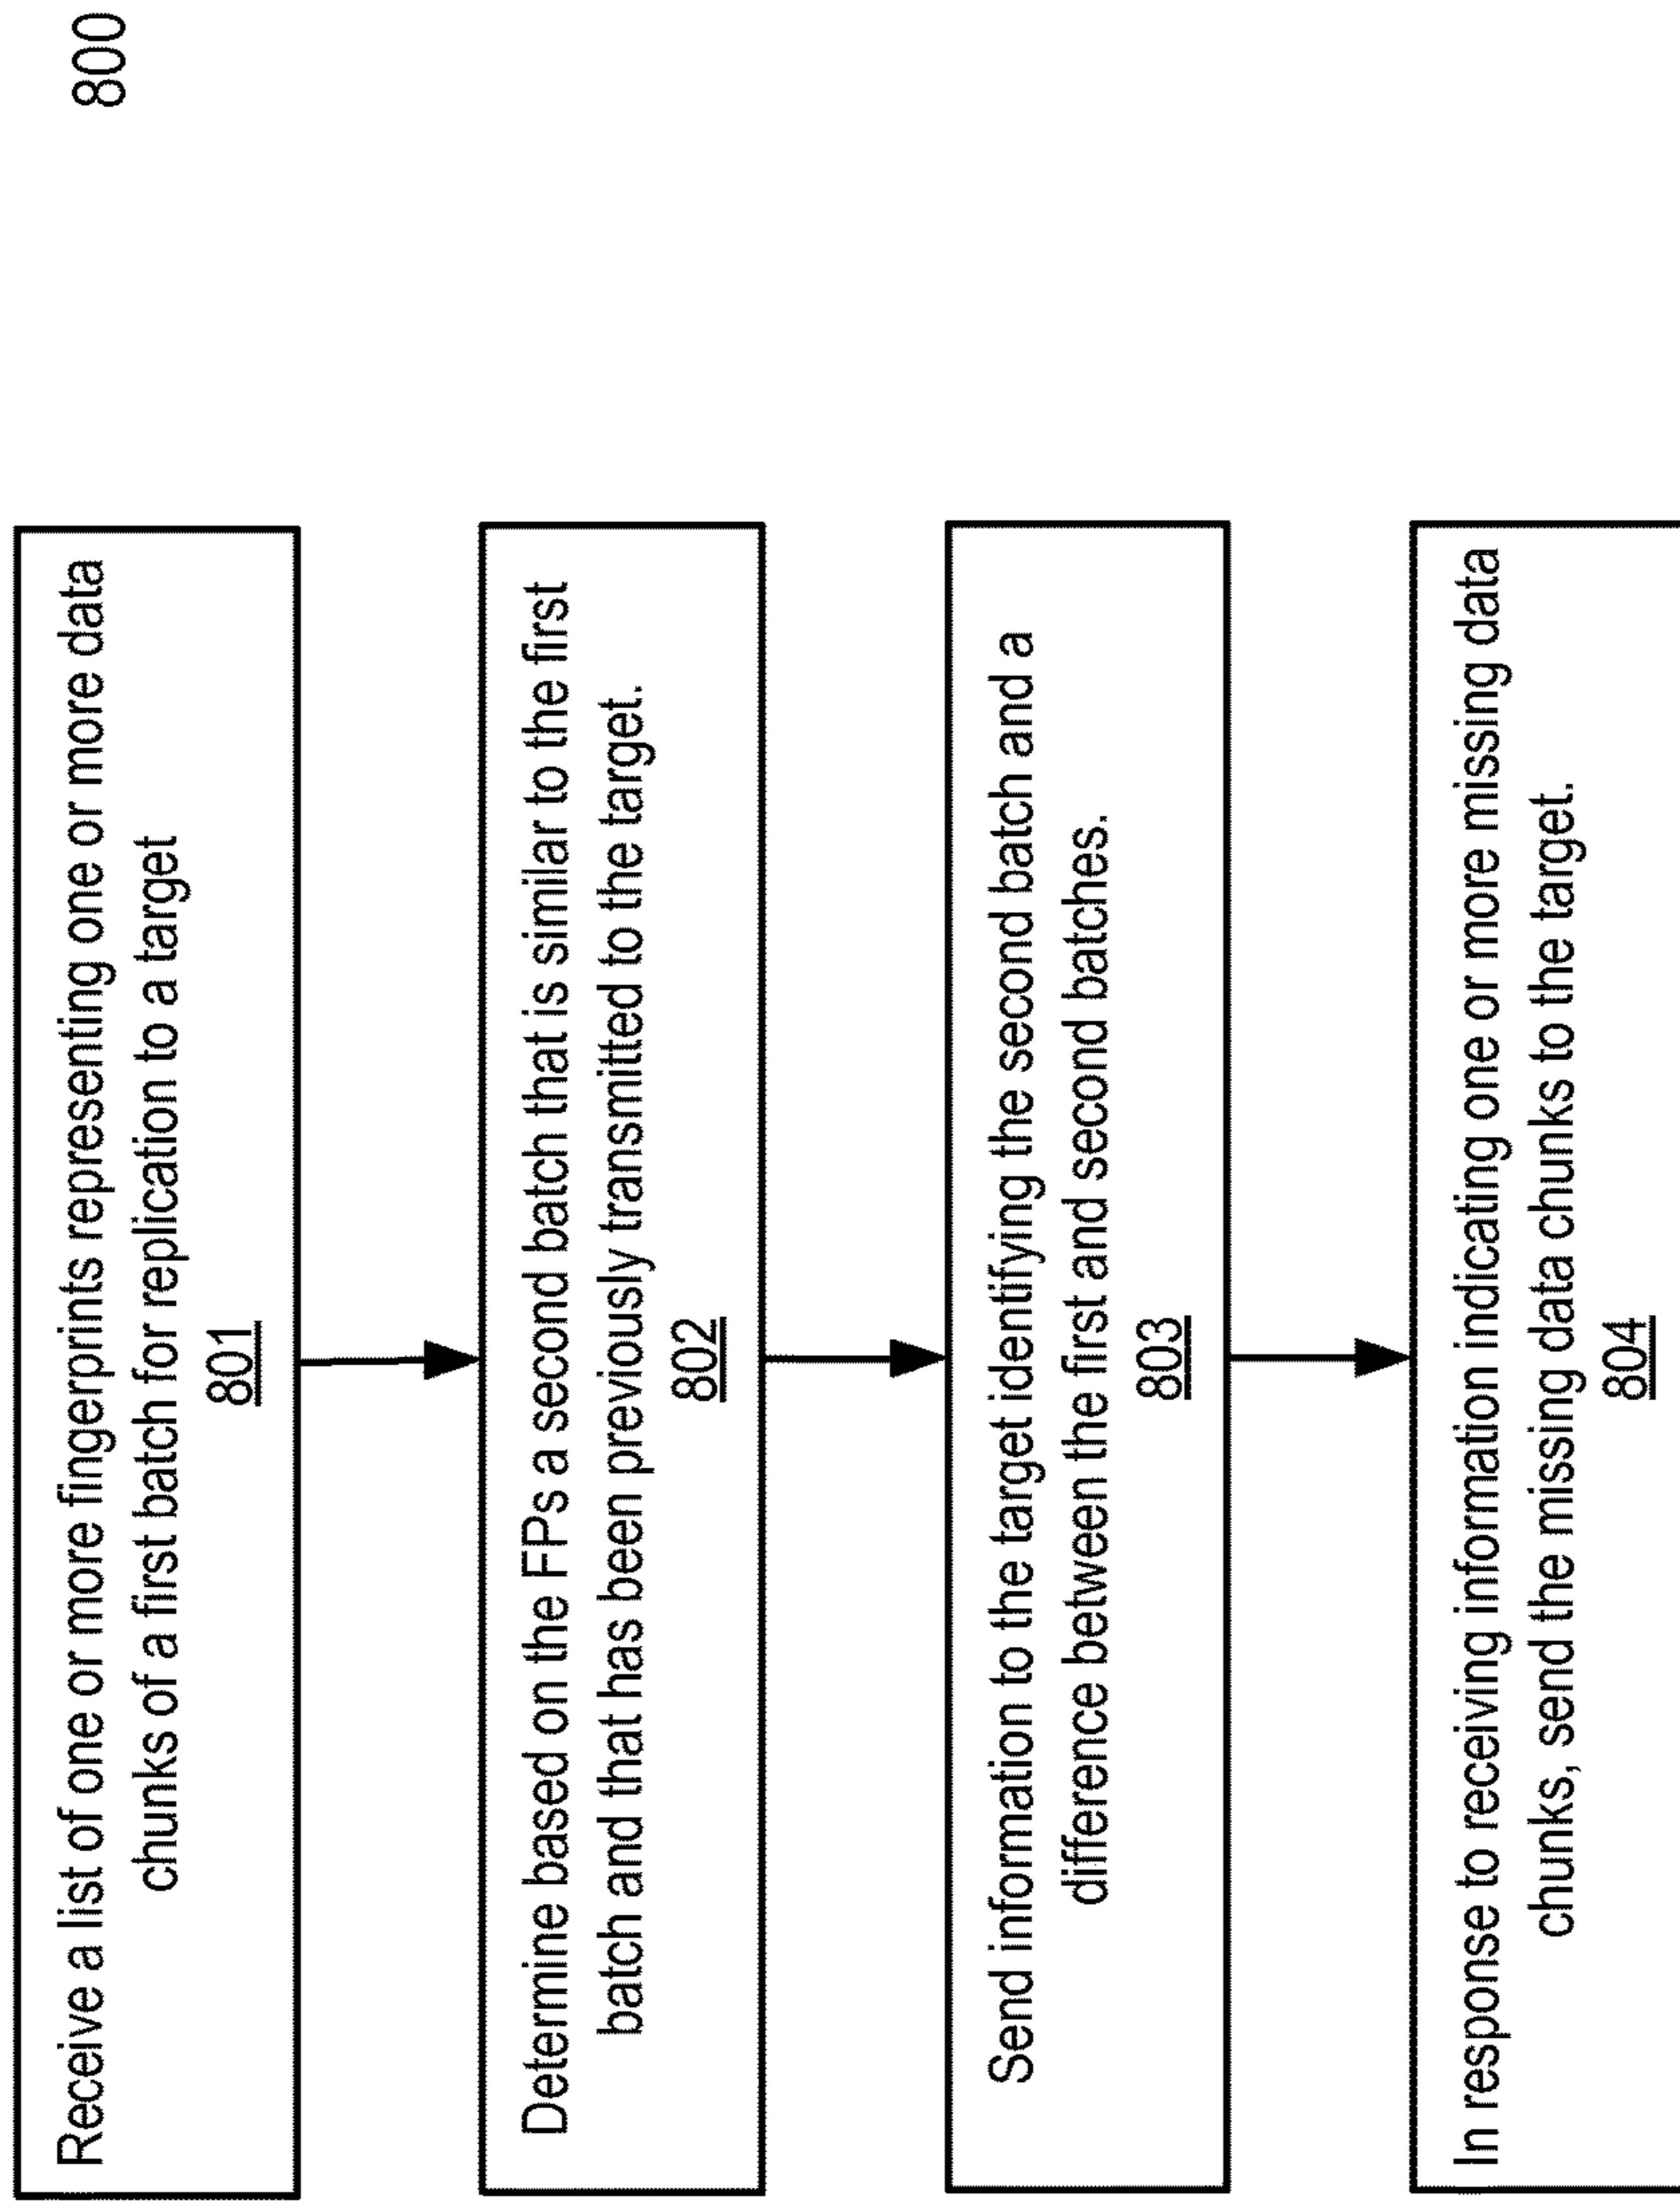 800
Receive a list of one or more fingerprints representing one or more data
chunks of a first batch for replication to a target
801
Determine based on the FPs a second batch that is similar to the first
batch and that has been previously transmitted to the target.
802
Send information to the target identifying the second batch and a
difference between the first and second batches.
803
In response to receiving information indicating one or more missing data
chunks, send the missing data chunks to the target.
804